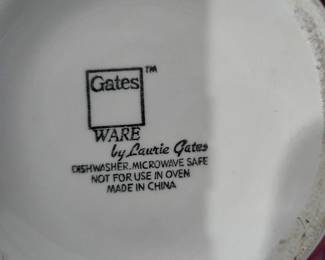 Gates™
WARE
by Laurie Gates
DISHWASHER, MICROWAVE SAFE
NOT FOR USE IN OVEN
MADE IN CHINA